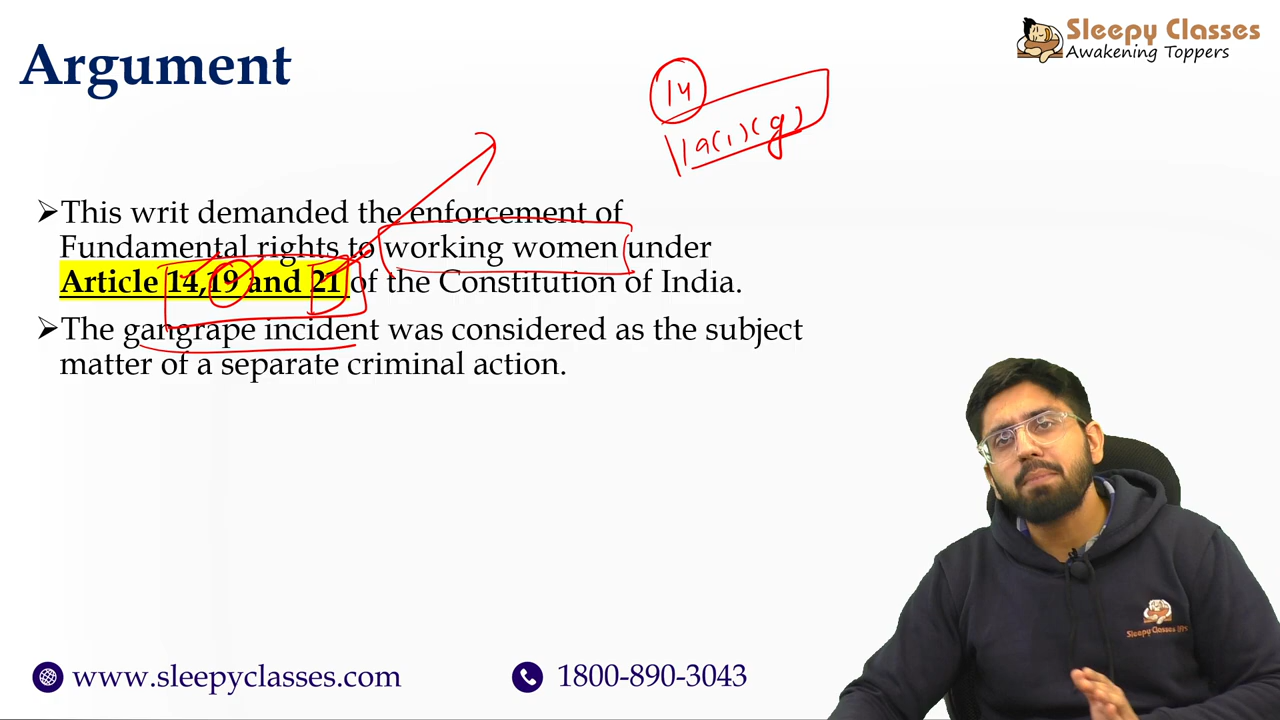 Argument
Sleepy Classes
Awakening Toppers
14
19(1)(g)
This writ demanded the enforcement of
Fundamental rights to working women under
Article 14,19 and 21 of the Constitution of India.
The gangrape incident was considered as the subject
matter of a separate criminal action.
Sleepy Classes
www.sleepyclasses.com
1800-890-3043